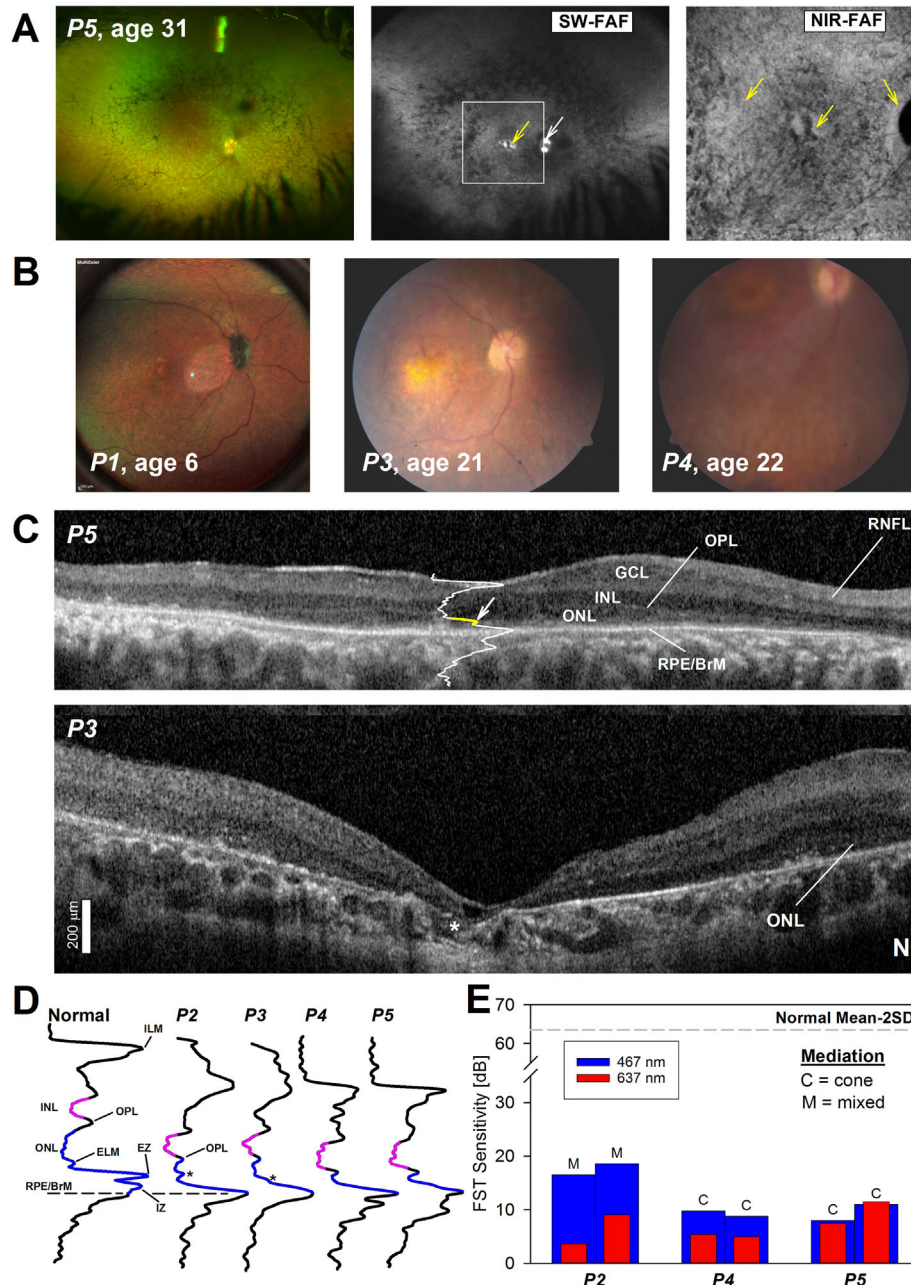 A
P5, age 31
SW-FAF
NIR-FAF
B
MultiColor
200 µm
P1, age 6
P3, age 21
P4, age 22
C
P5
RNFL
OPL
GCL
INL
ONL
RPE/BrM
P3
200 µm
*
ONL
N
D
Normal P2 P3 P4 P5
ILM
INL
OPL
ONL
ELM
EZ
OPL
*
*
RPE/BrM
IZ
E
FST Sensitivity [dB]
70
60
30
20
10
0
Normal Mean-2SD
467 nm
637 nm
Mediation
C = cone
M = mixed
M M C C C C
P2 P4 P5